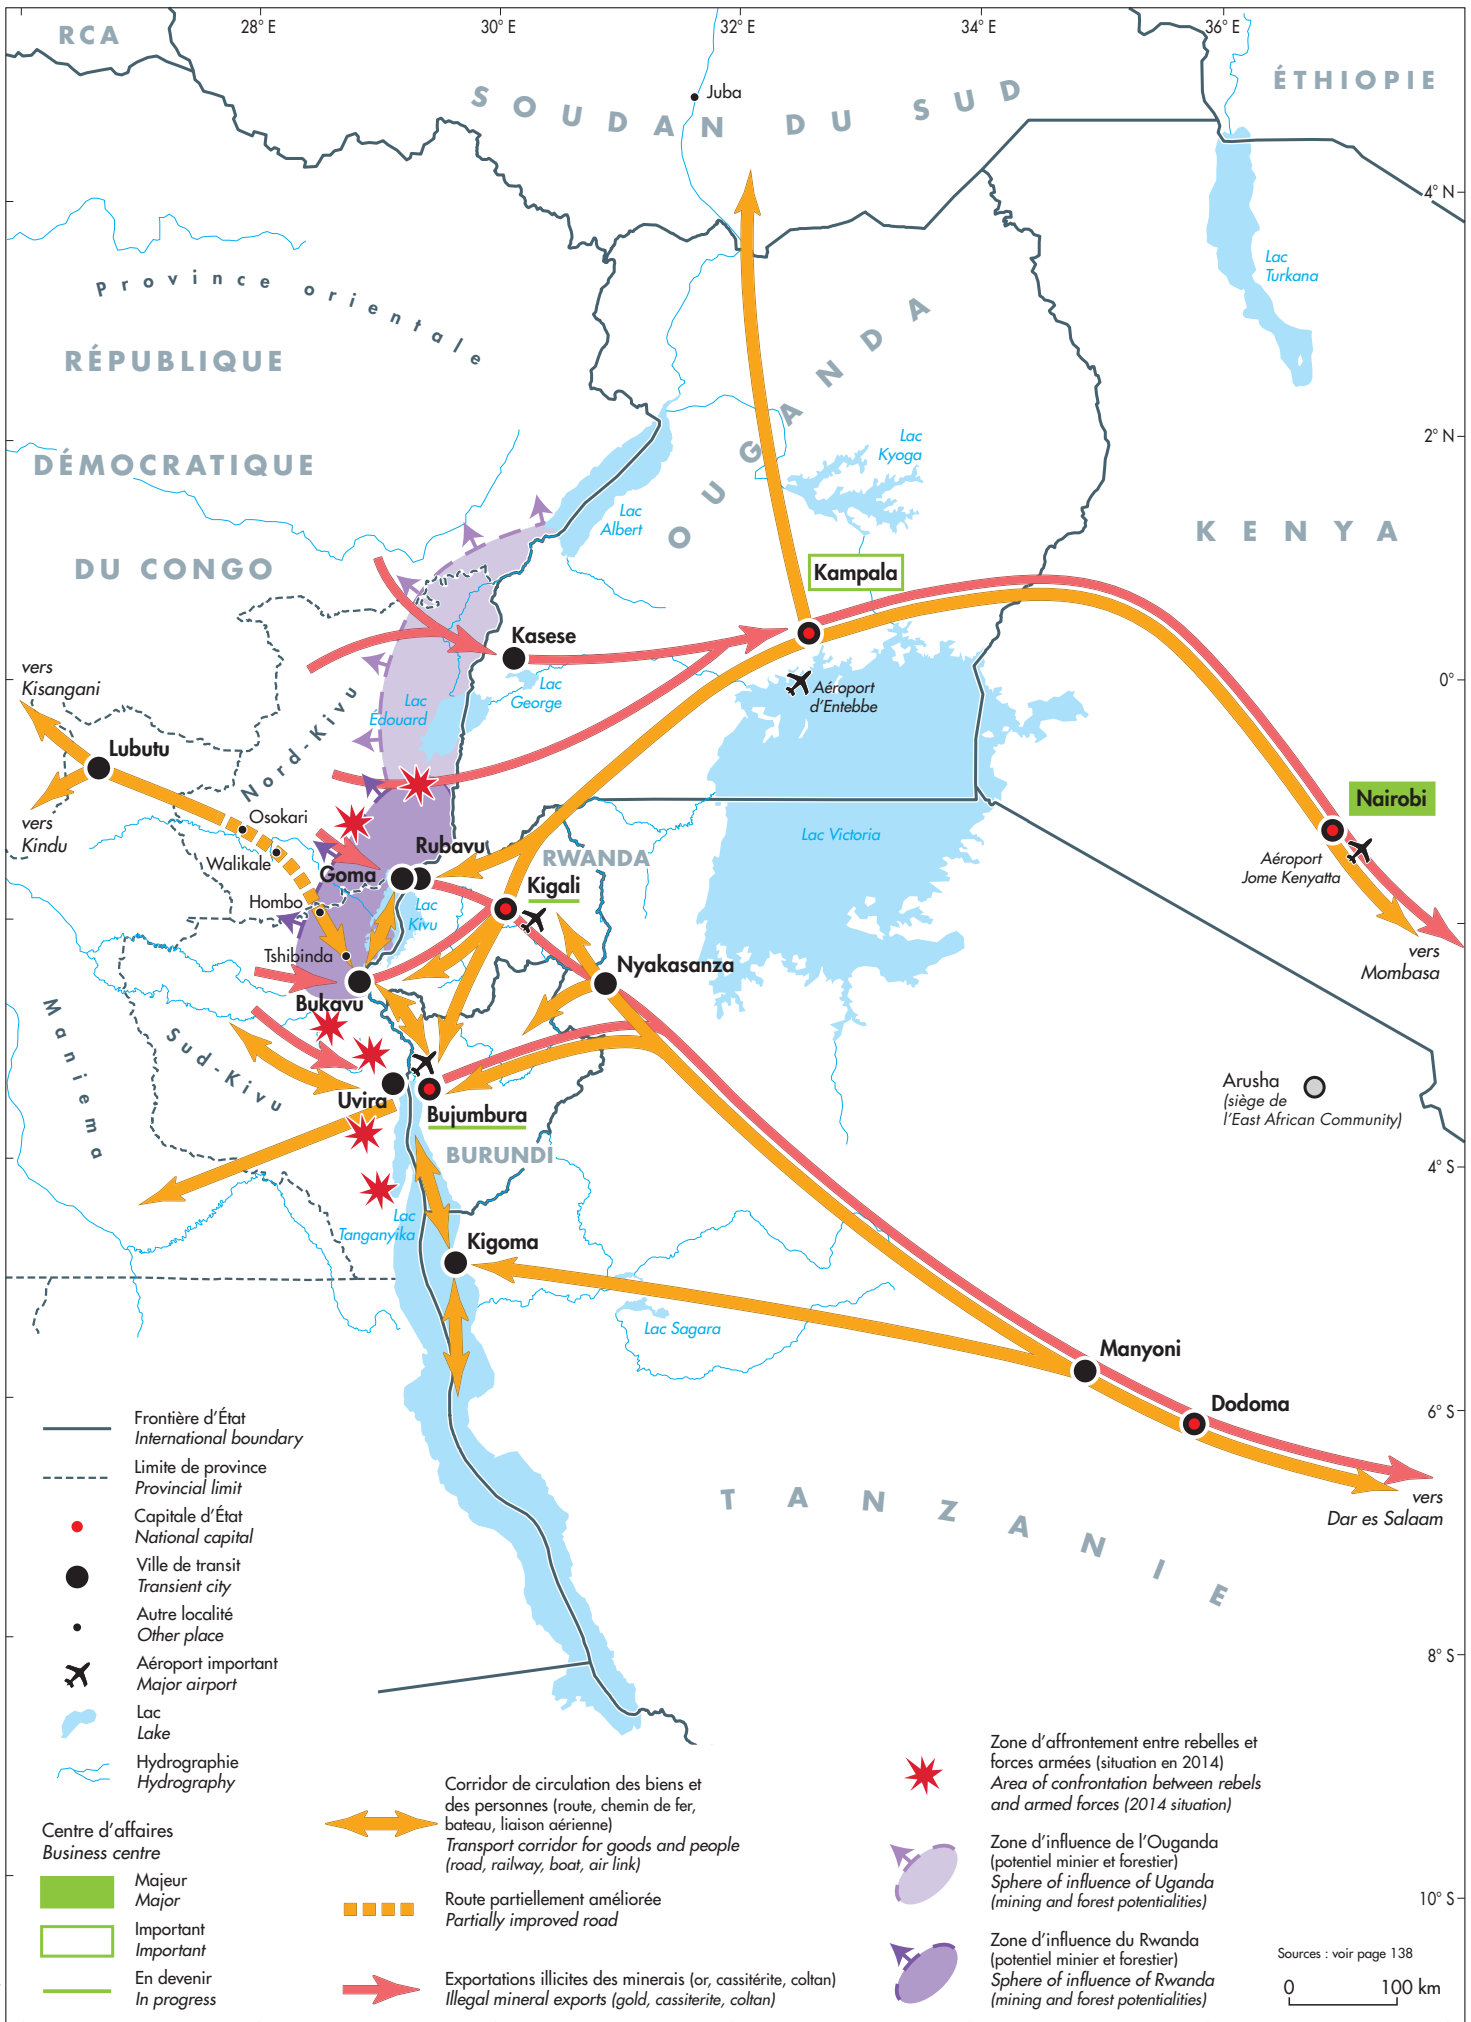 28° E
30° E
32° E
34° E
36° E
RCA
SOUDAN DU SUD
Juba
ÉTHIOPIE
4° N
Lac
Turkana
Province orientale
RÉPUBLIQUE
DÉMOCRATIQUE
DU CONGO
OUGANDA
Lac
Kyoga
2° N
Lac
Albert
KENYA
Kampala
Kasese
Lac
George
Lac
Édouard
Aéroport
d'Entebbe
0°
vers
Kisangani
Lubutu
Nord-Kivu
vers
Kindu
Osokari
Walikale
Hombo
Goma
Rubavu
RWANDA
Kigali
Lac
Kivu
Lac Victoria
Nairobi
Aéroport
Jome Kenyatta
vers
Mombasa
Tshibinda
Bukavu
Nyakasanza
Maniema
Sud-Kivu
Uvira
Bujumbura
BURUNDI
Arusha
(siège de
l'East African Community)
4° S
Lac
Tanganyika
Kigoma
Lac Sagara
Manyoni
Dodoma
6° S
vers
Dar es Salaam
TANZANIE
8° S
10° S
Frontière d'État
International boundary
Limite de province
Provincial limit
Capitale d'État
National capital
Ville de transit
Transient city
Autre localité
Other place
Aéroport important
Major airport
Lac
Lake
Hydrographie
Hydrography
Centre d'affaires
Business centre
Majeur
Major
Important
Important
En devenir
In progress
Corridor de circulation des biens et
des personnes (route, chemin de fer,
bateau, liaison aérienne)
Transport corridor for goods and people
(road, railway, boat, air link)
Route partiellement améliorée
Partially improved road
Exportations illicites des minerais (or, cassitérite, coltan)
Illegal mineral exports (gold, cassiterite, coltan)
Zone d'affrontement entre rebelles et
forces armées (situation en 2014)
Area of confrontation between rebels
and armed forces (2014 situation)
Zone d'influence de l'Ouganda
(potentiel minier et forestier)
Sphere of influence of Uganda
(mining and forest potentialities)
Zone d'influence du Rwanda
(potentiel minier et forestier)
Sphere of influence of Rwanda
(mining and forest potentialities)
Sources : voir page 138
0 100 km